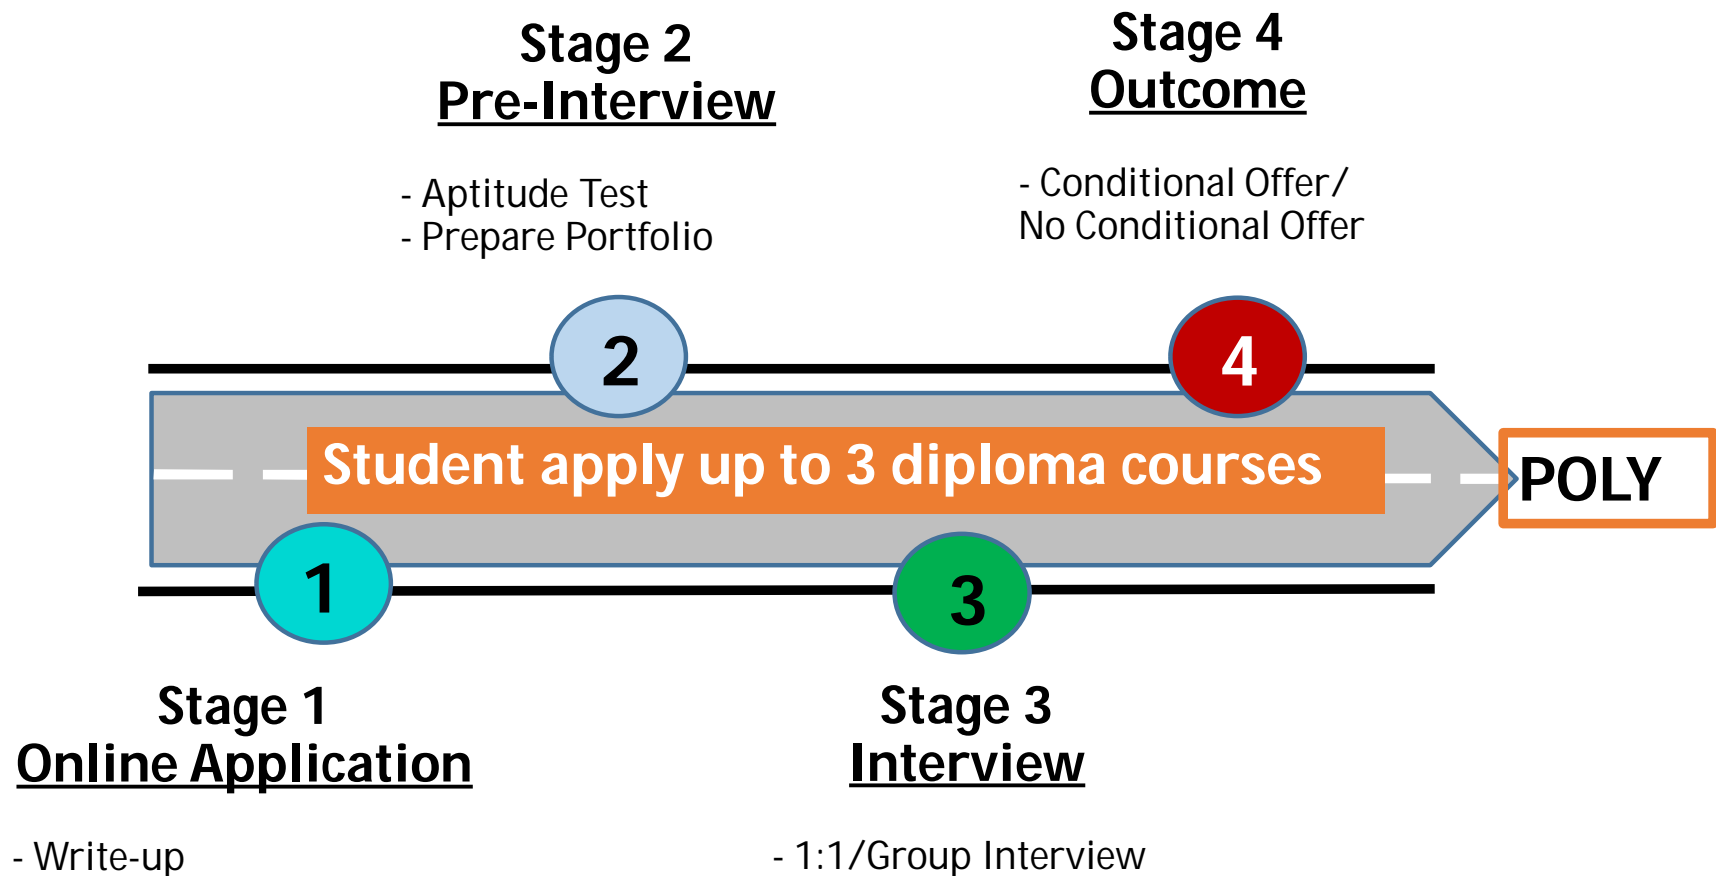 Stage 2
Pre-Interview
- Aptitude Test
- Prepare Portfolio
Stage 4
Outcome
- Conditional Offer/
No Conditional Offer
2
4
Student apply up to 3 diploma courses
POLY
1
3
Stage 1
Online Application
- Write-up
Stage 3
Interview
- 1:1/Group Interview